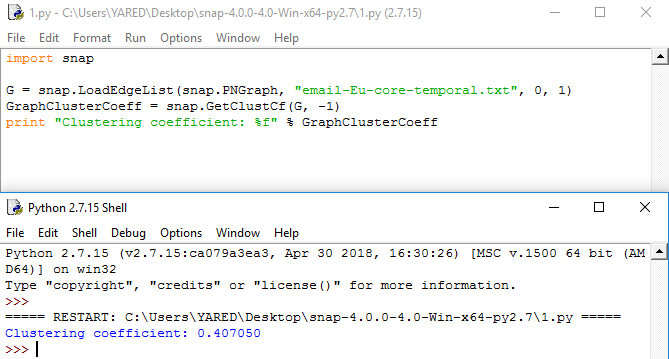 1.py - C:\Users\YARED\Desktop\snap-4.0.0-4.0-Win-x64-py2.7\1.py (2.7.15)
File Edit Format Run Options Window Help
import snap
G = snap.LoadEdgeList(snap.PNGraph, "email-Eu-core-temporal.txt", 0, 1)
GraphClusterCoeff = snap.GetClustCf(G, -1)
print "Clustering coefficient: %f" % GraphClusterCoeff
Python 2.7.15 Shell
File Edit Shell Debug Options Window Help
Python 2.7.15 (v2.7.15:ca079a3ea3, Apr 30 2018, 16:30:26) [MSC v.1500 64 bit (AM
D64)] on win32
Type "copyright", "credits" or "license()" for more information.
>>>
===== RESTART: C:\Users\YARED\Desktop\snap-4.0.0-4.0-Win-x64-py2.7\1.py =====
Clustering coefficient: 0.407050
>>>